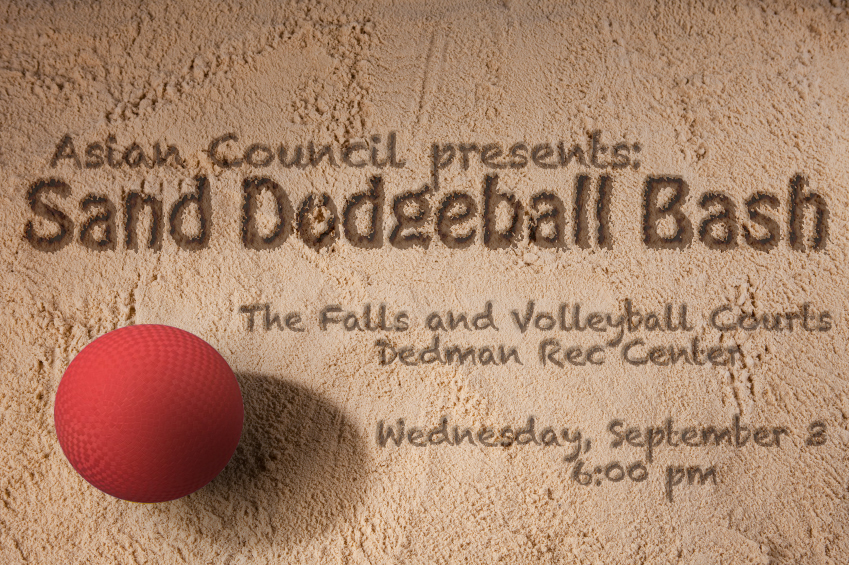 Asian Council presents:
Sand Dodgeball Bash
The Falls and Volleyball Courts
Dedman Rec Center
Wednesday, September 3
6:00 pm